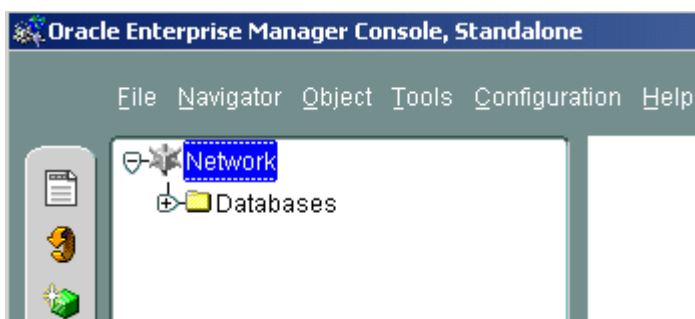 Oracle Enterprise Manager Console, Standalone
File Navigator Object Tools Configuration Help
Network
Databases